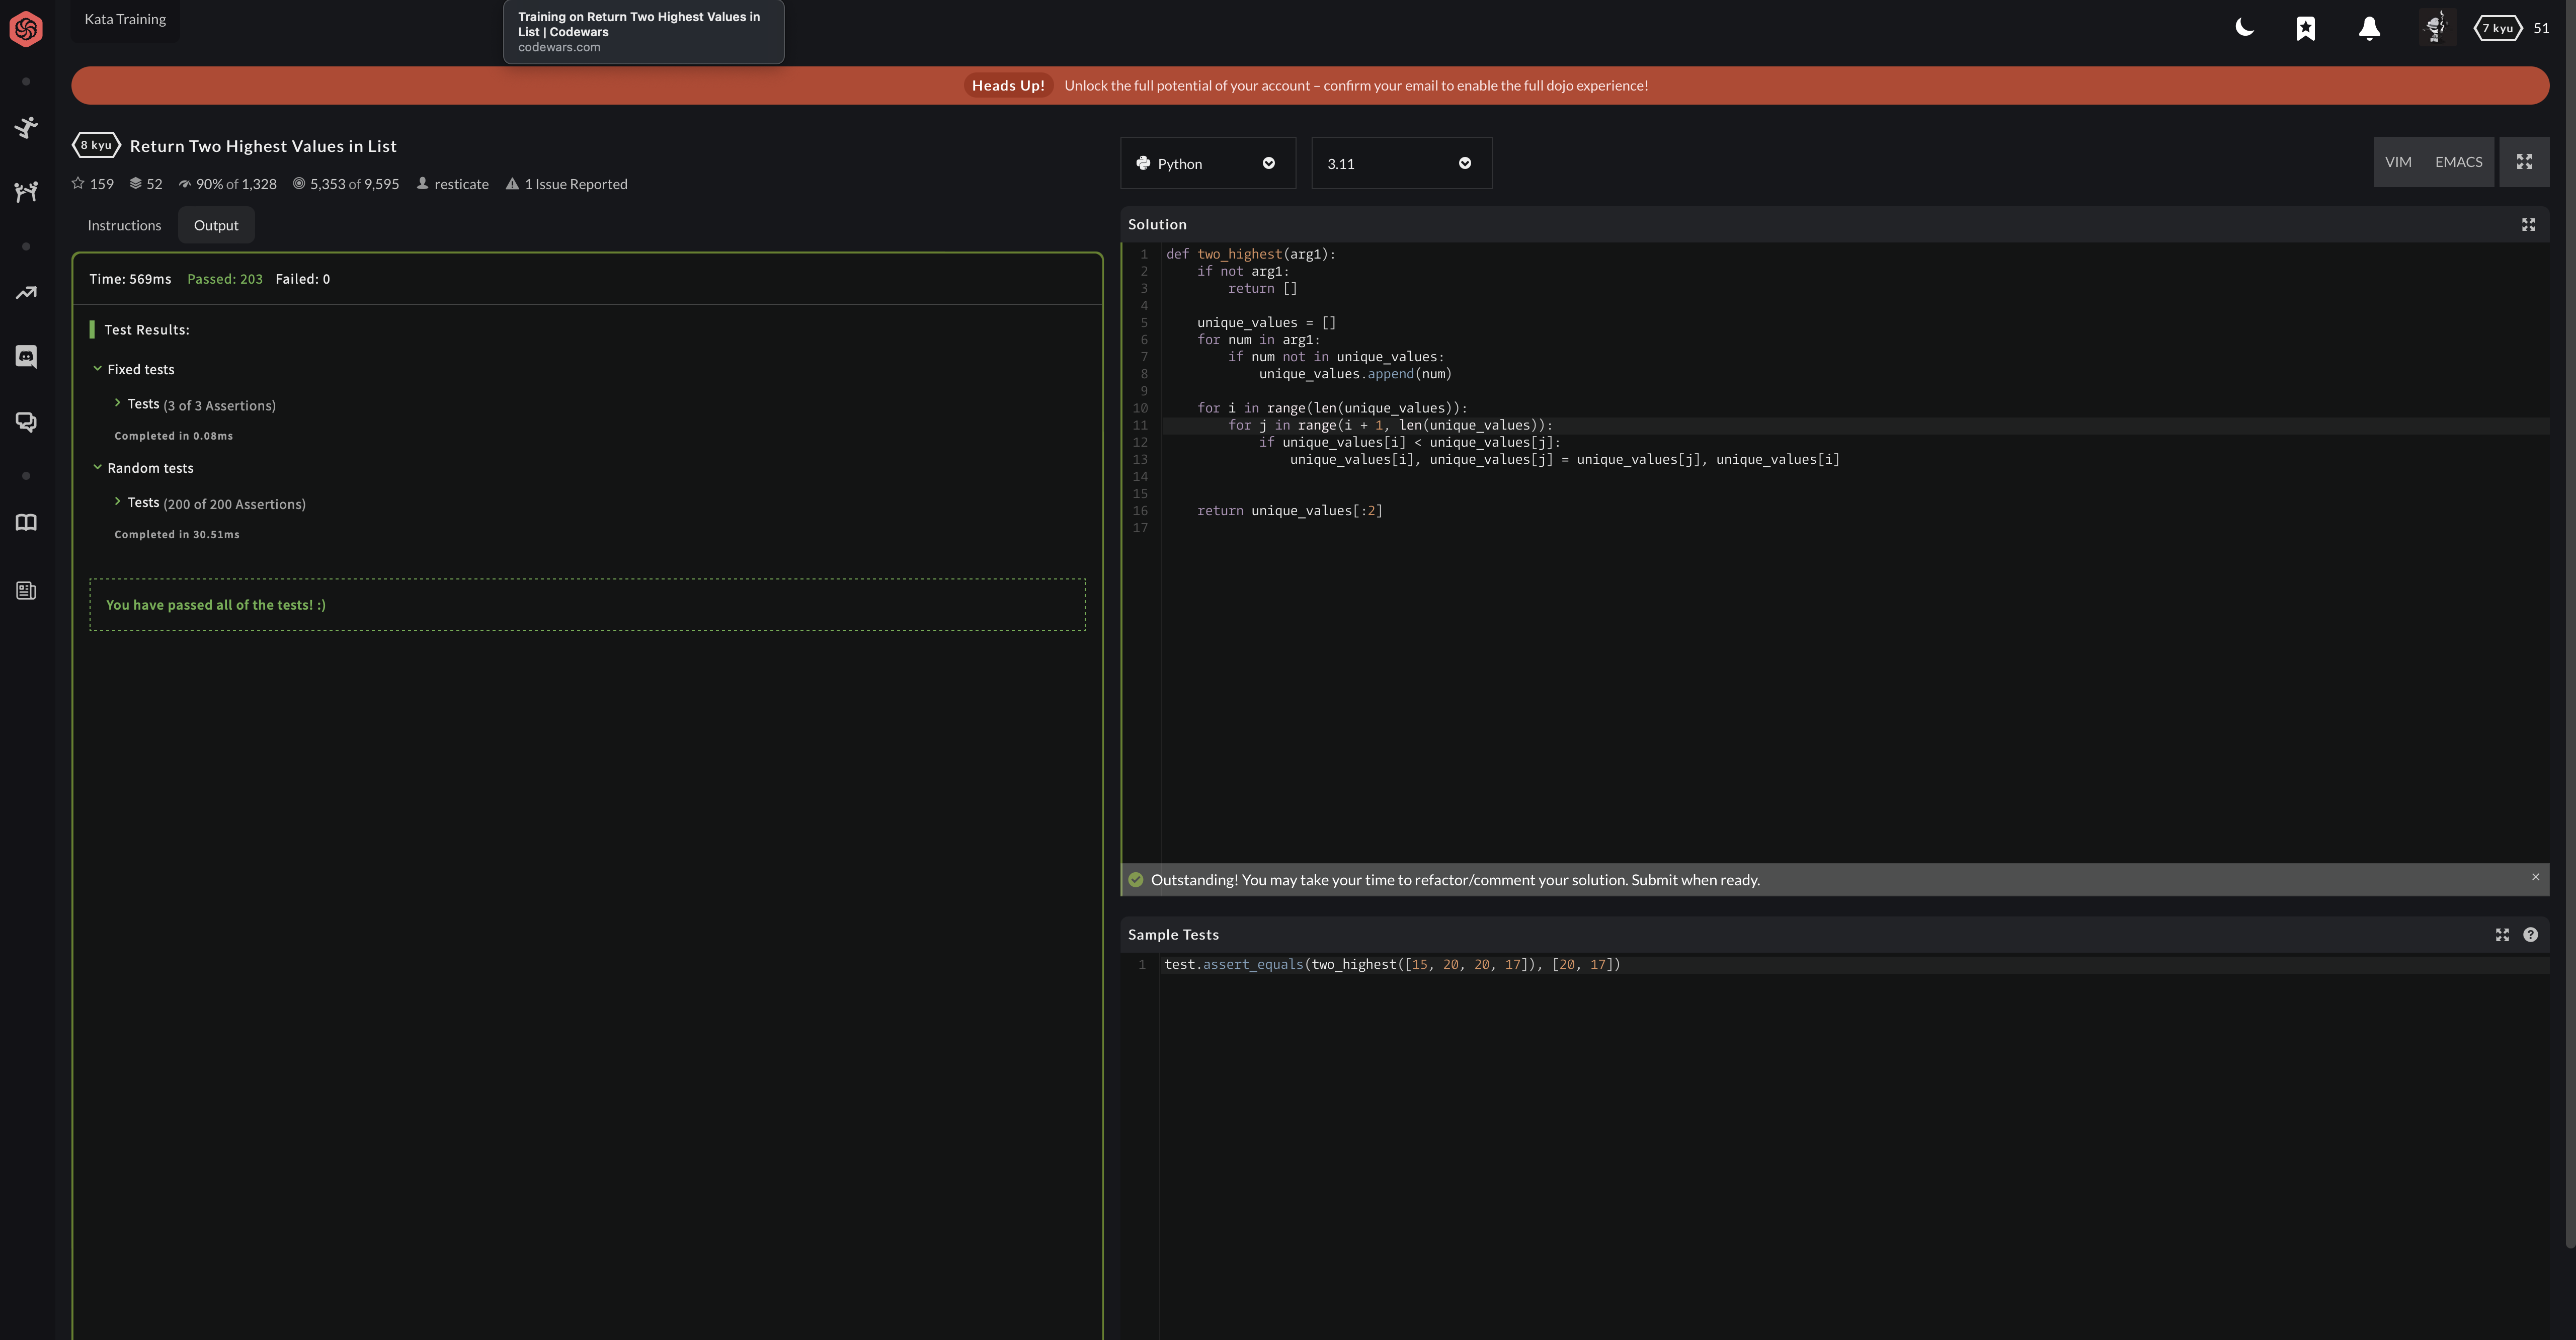 Kata Training
Training on Return Two Highest Values in
List | Codewars
codewars.com
7 kyu 51
Heads Up! Unlock the full potential of your account – confirm your email to enable the full dojo experience!
8 kyu Return Two Highest Values in List
159 52 90% of 1,328 5,353 of 9,595 resticate 1 Issue Reported
Instructions Output
Time: 569ms Passed: 203 Failed: 0
Test Results:
Fixed tests
Tests (3 of 3 Assertions)
Completed in 0.08ms
Random tests
Tests (200 of 200 Assertions)
Completed in 30.51ms
You have passed all of the tests! :)
Python 3.11 VIM EMACS
Solution
1 def two_highest(arg1):
2     if not arg1:
3         return []
4
5     unique_values = []
6     for num in arg1:
7         if num not in unique_values:
8             unique_values.append(num)
9
10     for i in range(len(unique_values)):
11         for j in range(i + 1, len(unique_values)):
12             if unique_values[i] < unique_values[j]:
13                 unique_values[i], unique_values[j] = unique_values[j], unique_values[i]
14
15
16     return unique_values[:2]
17
Outstanding! You may take your time to refactor/comment your solution. Submit when ready.
Sample Tests
1 test.assert_equals(two_highest([15, 20, 20, 17]), [20, 17])